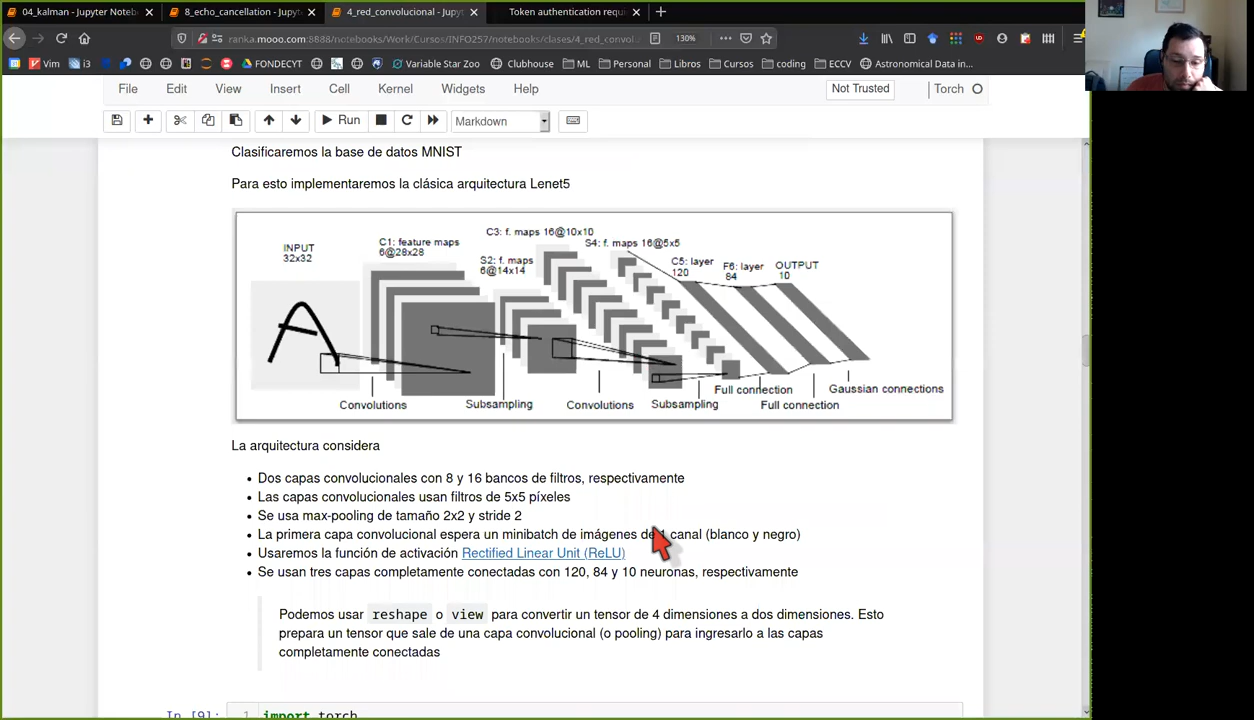 04_kalman - Jupyter Noteb
8_echo_cancellation - Jupyt
4_red_convolucional - Jupyt
Token authentication requi
130%
ranka.mooo.com:8888/notebooks/Work/Cursos/INFO257/notebooks/clases/4_red_convol
Vim
i3
FONDECYT
Variable Star Zoo
Clubhouse
ML
Personal
Libros
Cursos
coding
ECCV
Astronomical Data in...
File Edit View Insert Cell Kernel Widgets Help
Not Trusted
Torch
Run
Markdown
Clasificaremos la base de datos MNIST
Para esto implementaremos la clásica arquitectura Lenet5
INPUT
32x32
C1: feature maps
6@28x28
S2: f. maps
6@14x14
C3: f. maps 16@10x10
S4: f. maps 16@5x5
C5: layer
120
F6: layer
84
OUTPUT
10
A
Convolutions
Subsampling
Convolutions
Subsampling
Full connection
Full connection
Gaussian connections
La arquitectura considera
• Dos capas convolucionales con 8 y 16 bancos de filtros, respectivamente
• Las capas convolucionales usan filtros de 5x5 píxeles
• Se usa max-pooling de tamaño 2x2 y stride 2
• La primera capa convolucional espera un minibatch de imágenes de 1 canal (blanco y negro)
• Usaremos la función de activación Rectified Linear Unit (ReLU)
• Se usan tres capas completamente conectadas con 120, 84 y 10 neuronas, respectivamente
Podemos usar reshape o view para convertir un tensor de 4 dimensiones a dos dimensiones. Esto
prepara un tensor que sale de una capa convolucional (o pooling) para ingresarlo a las capas
completamente conectadas
In [9]: 1 import torch